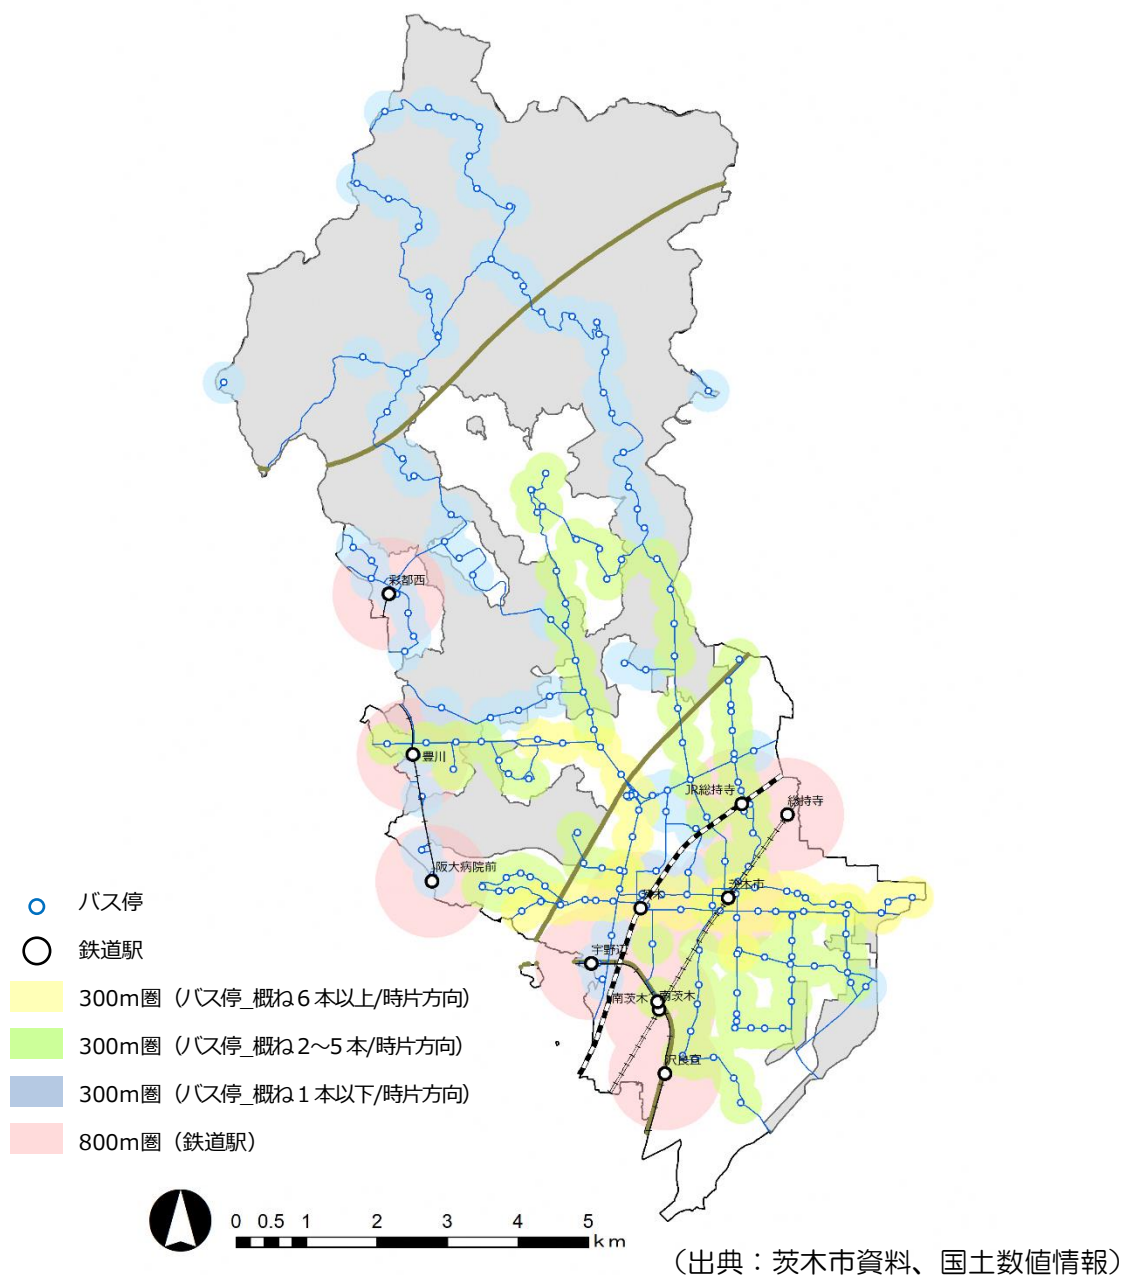 彩都西
豊川
JR総持寺
総持寺
阪大病院前
茨木市
茨木
宇野辺
南茨木
南茨木
沢良宜
バス停
鉄道駅
300m圏（バス停_概ね６本以上/時片方向）
300m圏（バス停_概ね２～５本/時片方向）
300m圏（バス停_概ね１本以下/時片方向）
800m圏（鉄道駅）
0 0.5 1 2 3 4 5
km
（出典：茨木市資料、国土数値情報）